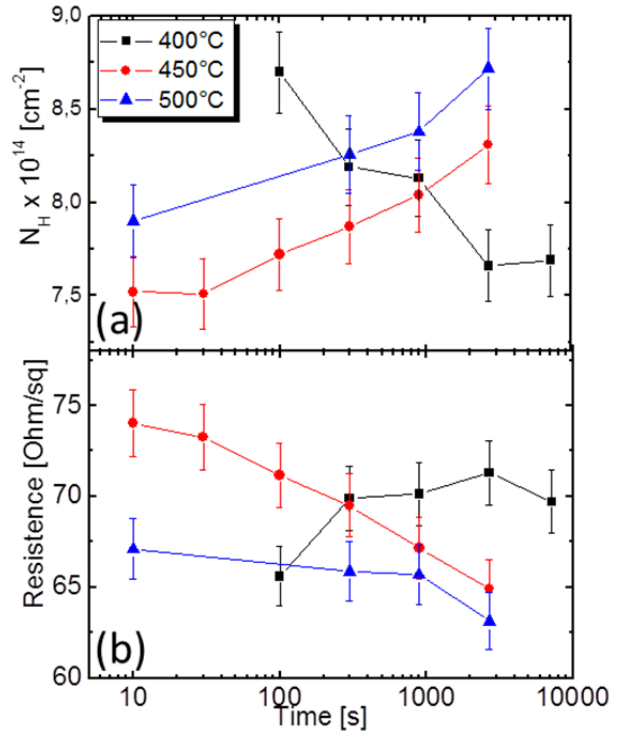 9.0
8.5
8.0
7.5
N_H x 10^14 [cm^-2]
400°C
450°C
500°C
(a)
75
70
65
60
Resistence [Ohm/sq]
(b)
10
100
1000
10000
Time [s]